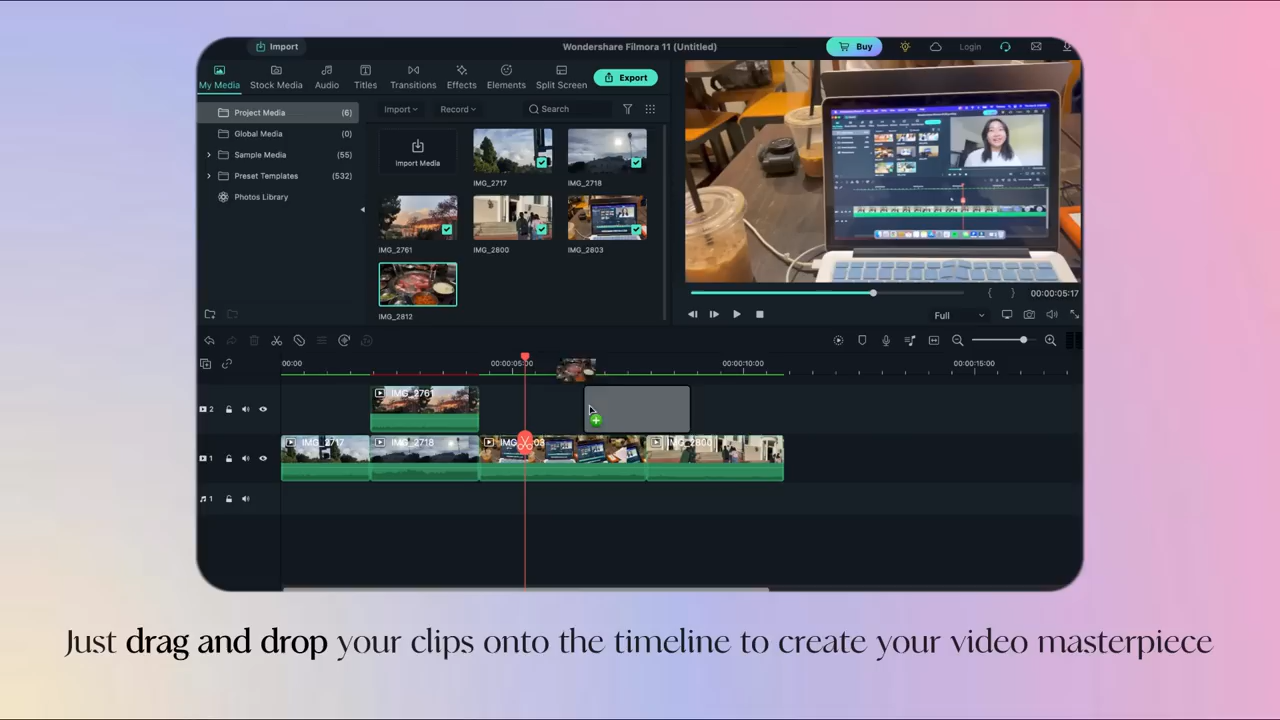 Import
Wondershare Filmora 11 (Untitled)
Buy
Login
My Media
Stock Media
Audio
Titles
Transitions
Effects
Elements
Split Screen
Export
Project Media (6)
Global Media (0)
Sample Media (55)
Preset Templates (532)
Photos Library
Import
Record
Search
Import Media
IMG_2717
IMG_2718
IMG_2761
IMG_2800
IMG_2803
IMG_2812
00:00:05:17
Full
00:00
00:00:05:00
00:00:10:00
00:00:15:00
2
IMG_2761
1
IMG_2717
IMG_2718
IMG_2800
1
Just drag and drop your clips onto the timeline to create your video masterpiece